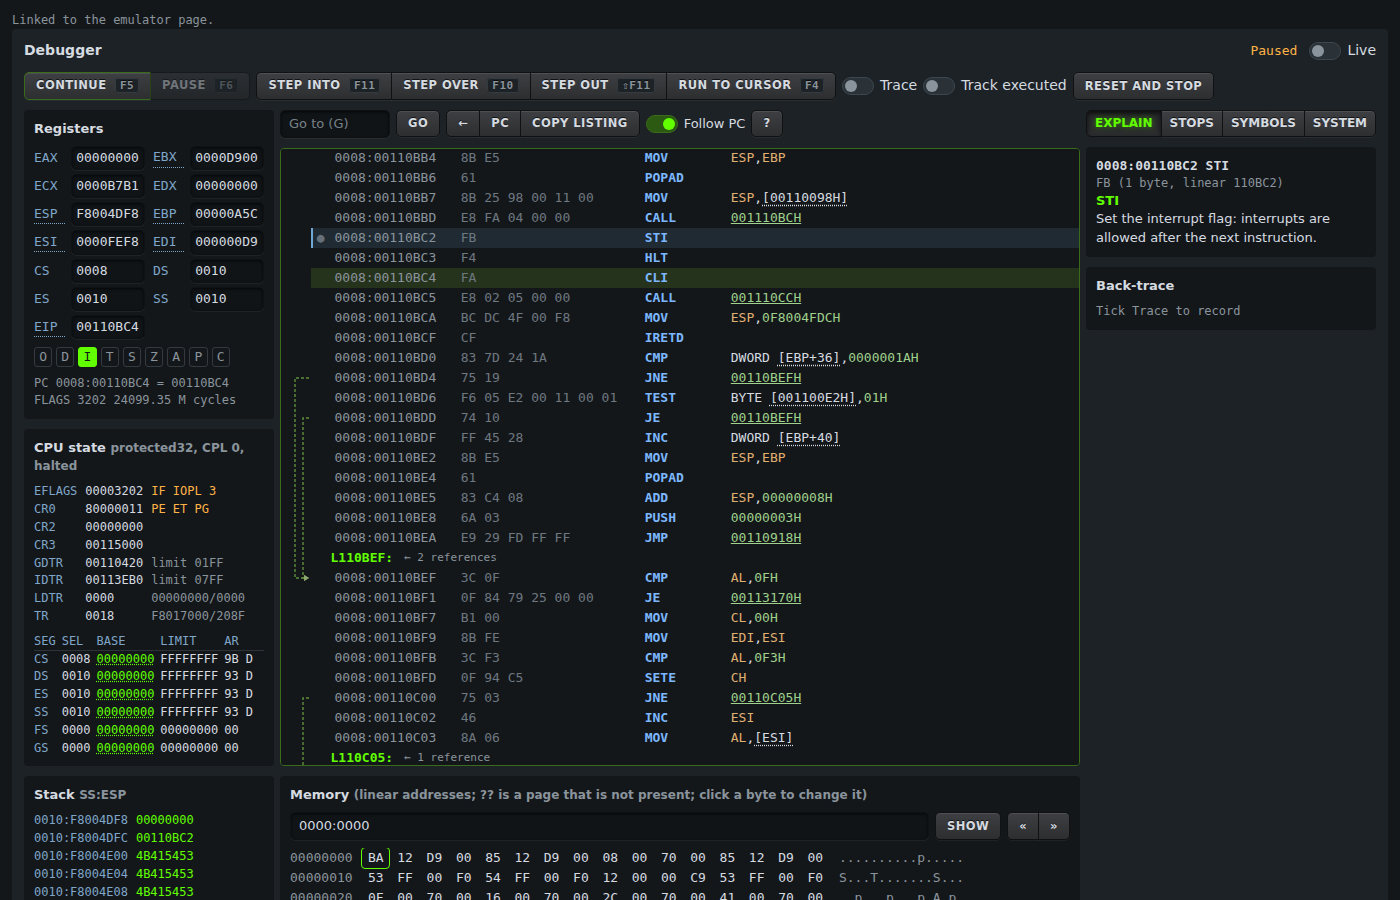 Linked to the emulator page.
Debugger
Paused Live
CONTINUE F5 PAUSE F6 STEP INTO F11 STEP OVER F10 STEP OUT ⇧F11 RUN TO CURSOR F4 Trace Track executed RESET AND STOP
Registers
EAX 00000000 EBX 0000D900
ECX 0000B7B1 EDX 00000000
ESP F8004DF8 EBP 00000A5C
ESI 0000FEF8 EDI 000000D9
CS 0008 DS 0010
ES 0010 SS 0010
EIP 00110BC4
O D I T S Z A P C
PC 0008:00110BC4 = 00110BC4
FLAGS 3202 24099.35 M cycles
CPU state protected32, CPL 0, halted
EFLAGS 00003202 IF IOPL 3
CR0 80000011 PE ET PG
CR2 00000000
CR3 00115000
GDTR 00110420 limit 01FF
IDTR 00113EB0 limit 07FF
LDTR 0000 00000000/0000
TR 0018 F8017000/208F
SEG SEL BASE LIMIT AR
CS 0008 00000000 FFFFFFFF 9B D
DS 0010 00000000 FFFFFFFF 93 D
ES 0010 00000000 FFFFFFFF 93 D
SS 0010 00000000 FFFFFFFF 93 D
FS 0000 00000000 00000000 00
GS 0000 00000000 00000000 00
Stack SS:ESP
0010:F8004DF8 00000000
0010:F8004DFC 00110BC2
0010:F8004E00 4B415453
0010:F8004E04 4B415453
0010:F8004E08 4B415453
Go to (G) GO ← PC COPY LISTING Follow PC ?
0008:00110BB4 8B E5 MOV ESP,EBP
0008:00110BB6 61 POPAD
0008:00110BB7 8B 25 98 00 11 00 MOV ESP,[00110098H]
0008:00110BBD E8 FA 04 00 00 CALL 001110BCH
0008:00110BC2 FB STI
0008:00110BC3 F4 HLT
0008:00110BC4 FA CLI
0008:00110BC5 E8 02 05 00 00 CALL 001110CCH
0008:00110BCA BC DC 4F 00 F8 MOV ESP,0F8004FDCH
0008:00110BCF CF IRETD
0008:00110BD0 83 7D 24 1A CMP DWORD [EBP+36],0000001AH
0008:00110BD4 75 19 JNE 00110BEFH
0008:00110BD6 F6 05 E2 00 11 00 01 TEST BYTE [001100E2H],01H
0008:00110BDD 74 10 JE 00110BEFH
0008:00110BDF FF 45 28 INC DWORD [EBP+40]
0008:00110BE2 8B E5 MOV ESP,EBP
0008:00110BE4 61 POPAD
0008:00110BE5 83 C4 08 ADD ESP,00000008H
0008:00110BE8 6A 03 PUSH 00000003H
0008:00110BEA E9 29 FD FF FF JMP 00110918H
L110BEF: ← 2 references
0008:00110BEF 3C 0F CMP AL,0FH
0008:00110BF1 0F 84 79 25 00 00 JE 00113170H
0008:00110BF7 B1 00 MOV CL,00H
0008:00110BF9 8B FE MOV EDI,ESI
0008:00110BFB 3C F3 CMP AL,0F3H
0008:00110BFD 0F 94 C5 SETE CH
0008:00110C00 75 03 JNE 00110C05H
0008:00110C02 46 INC ESI
0008:00110C03 8A 06 MOV AL,[ESI]
L110C05: ← 1 reference
Memory (linear addresses; ?? is a page that is not present; click a byte to change it)
0000:0000 SHOW « »
00000000 BA 12 D9 00 85 12 D9 00 08 00 70 00 85 12 D9 00 ..........p.....
00000010 53 FF 00 F0 54 FF 00 F0 12 00 00 C9 53 FF 00 F0 S...T.......S...
00000020 0F 00 70 00 16 00 70 00 2C 00 70 00 41 00 70 00 ..p...p.,.p.A.p.
EXPLAIN STOPS SYMBOLS SYSTEM
0008:00110BC2 STI
FB (1 byte, linear 110BC2)
STI
Set the interrupt flag: interrupts are
allowed after the next instruction.
Back-trace
Tick Trace to record